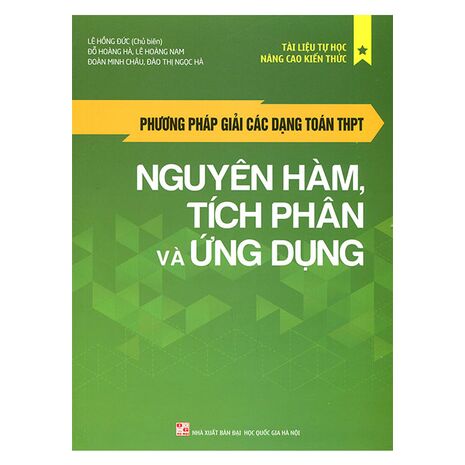 LÊ HỒNG ĐỨC (Chủ biên)
ĐỖ HOÀNG HÀ, LÊ HOÀNG NAM
ĐOÀN MINH CHÂU, ĐÀO THỊ NGỌC HÀ
TÀI LIỆU TỰ HỌC
NÂNG CAO KIẾN THỨC
PHƯƠNG PHÁP GIẢI CÁC DẠNG TOÁN THPT
NGUYÊN HÀM,
TÍCH PHÂN
VÀ ỨNG DỤNG
NHÀ XUẤT BẢN ĐẠI HỌC QUỐC GIA HÀ NỘI